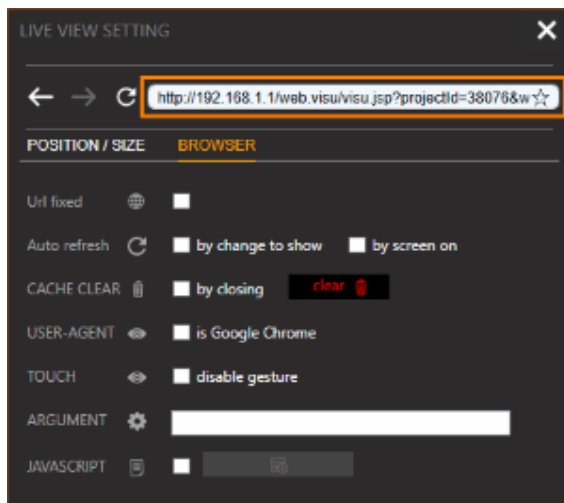 LIVE VIEW SETTING
http://192.168.1.1/web.visu/visu.jsp?projectId=38076&w
POSITION / SIZE BROWSER
Url fixed
Auto refresh by change to show by screen on
CACHE CLEAR by closing clear
USER-AGENT is Google Chrome
TOUCH disable gesture
ARGUMENT
JAVASCRIPT